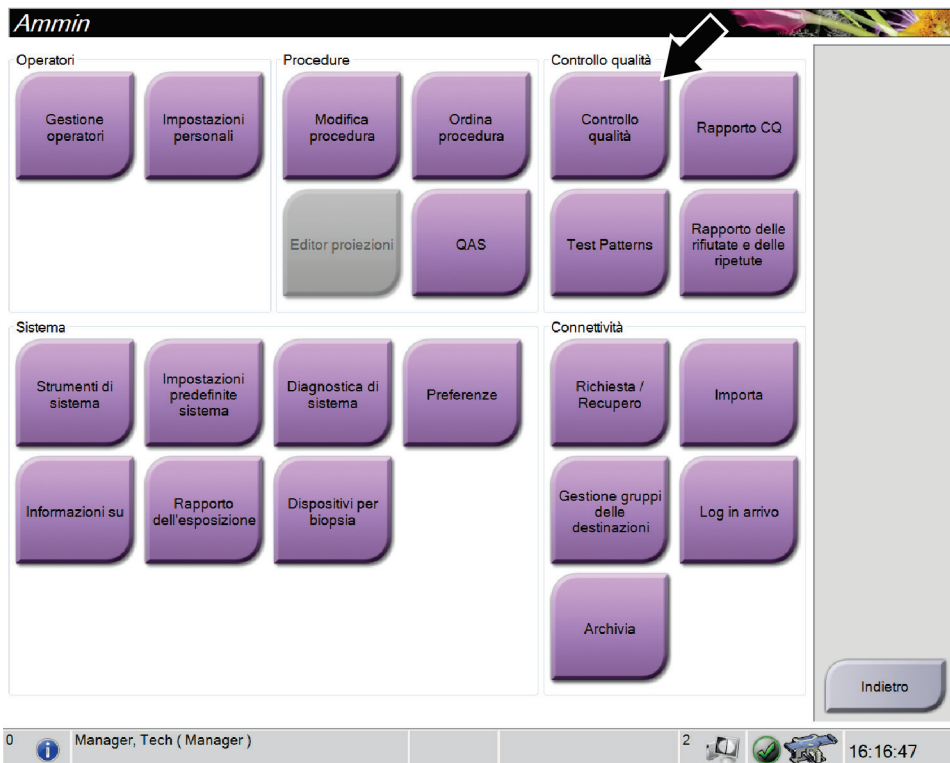 Ammin
Operatori
Gestione
operatori
Impostazioni
personali
Procedure
Modifica
procedura
Ordina
procedura
Editor proiezioni
QAS
Controllo qualità
Controllo
qualità
Rapporto CQ
Test Patterns
Rapporto delle
rifiutate e delle
ripetute
Sistema
Strumenti di
sistema
Impostazioni
predefinite
sistema
Diagnostica di
sistema
Preferenze
Informazioni su
Rapporto
dell'esposizione
Dispositivi per
biopsia
Connettività
Richiesta /
Recupero
Importa
Gestione gruppi
delle
destinazioni
Log in arrivo
Archivia
Indietro
0
Manager, Tech ( Manager )
2
16:16:47